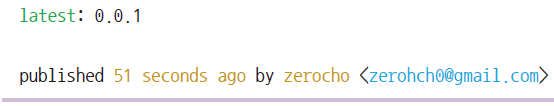 latest: 0.0.1
published 51 seconds ago by zerocho <zerohch0@gmail.com>